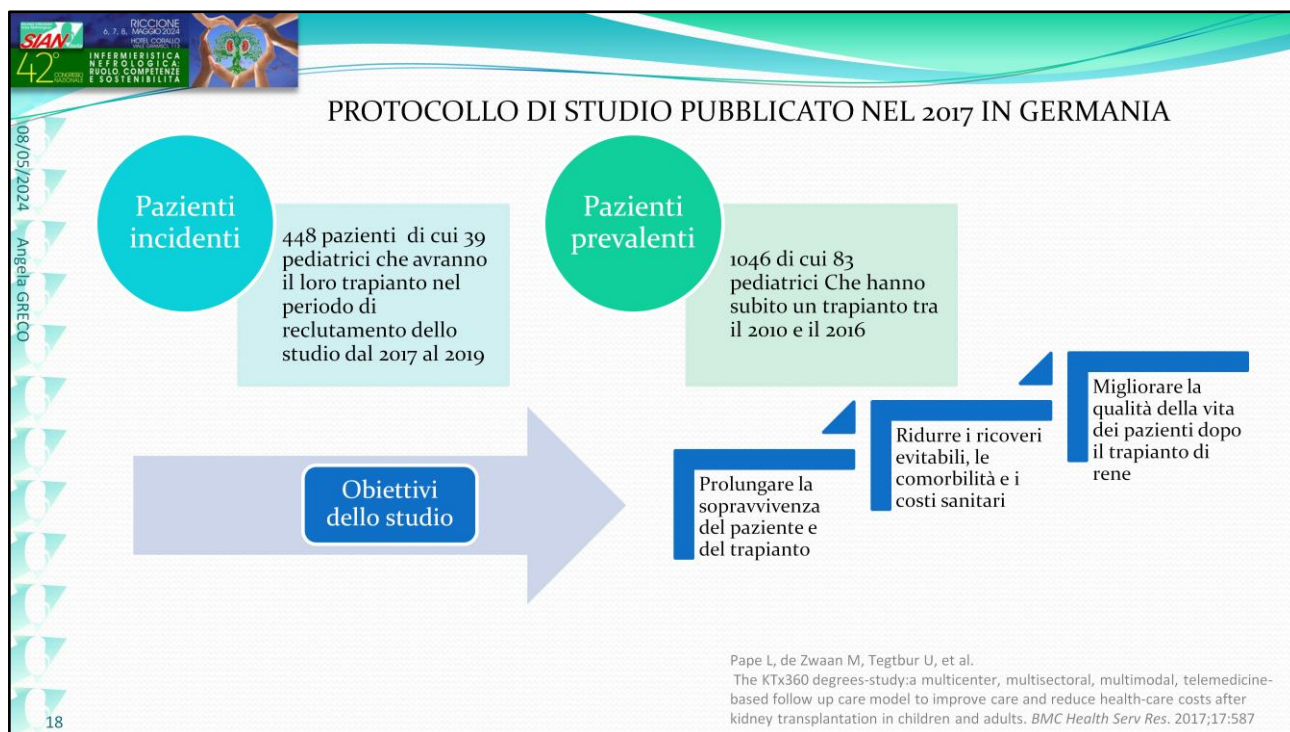 SIAN
42°
CONGRESSO
NAZIONALE
RICCIONE
6, 7, 8, MAGGIO 2024
HOTEL CORALLO
VIALE GRAMSCI, 113
INFERMIERISTICA
NEFROLOGICA:
RUOLO, COMPETENZE
E SOSTENIBILITÀ
PROTOCOLLO DI STUDIO PUBBLICATO NEL 2017 IN GERMANIA
08/05/2024
Angela GRECO
Pazienti
incidenti
448 pazienti di cui 39
pediatrici che avranno
il loro trapianto nel
periodo di
reclutamento dello
studio dal 2017 al 2019
Pazienti
prevalenti
1046 di cui 83
pediatrici Che hanno
subito un trapianto tra
il 2010 e il 2016
Obiettivi
dello studio
Prolungare la
sopravvivenza
del paziente e
del trapianto
Ridurre i ricoveri
evitabili, le
comorbilità e i
costi sanitari
Migliorare la
qualità della vita
dei pazienti dopo
il trapianto di
rene
Pape L, de Zwaan M, Tegtbur U, et al.
The KTx360 degrees-study:a multicenter, multisectoral, multimodal, telemedicine-
based follow up care model to improve care and reduce health-care costs after
kidney transplantation in children and adults. BMC Health Serv Res. 2017;17:587
18